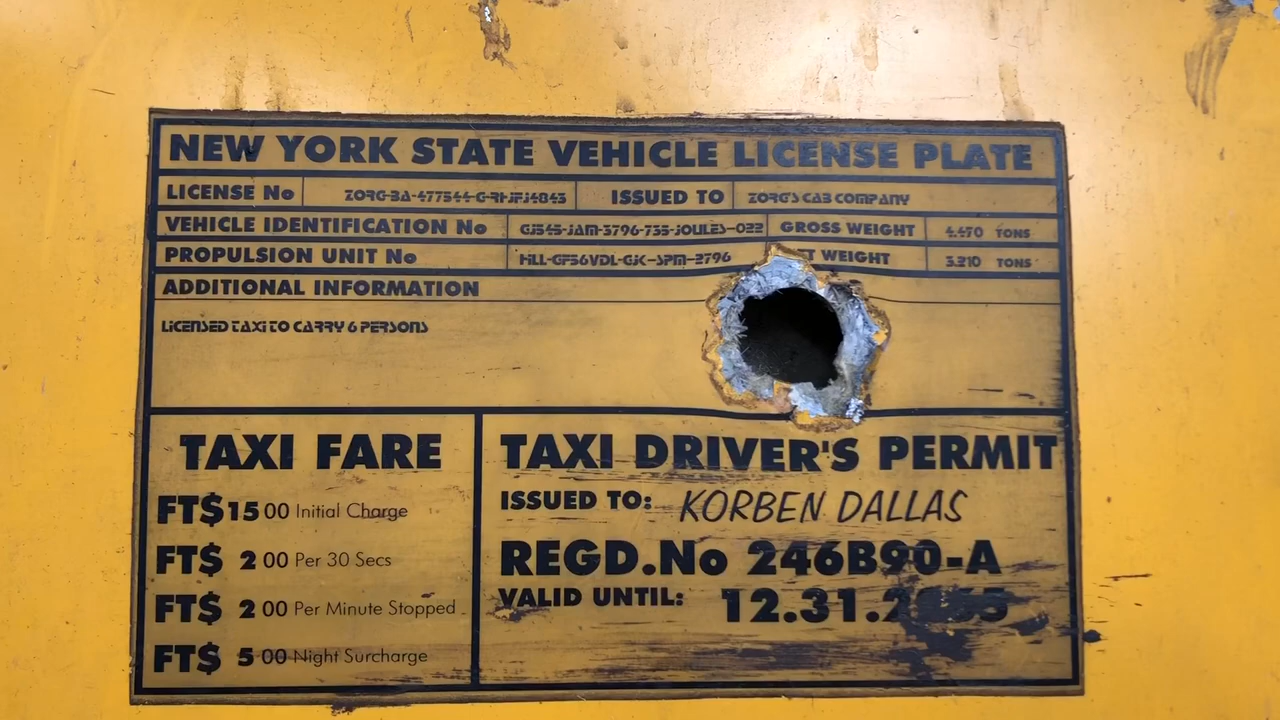 NEW YORK STATE VEHICLE LICENSE PLATE
LICENSE No ZORG-BA-477544-G-RHJFJ4843 ISSUED TO ZORG'S CAB COMPANY
VEHICLE IDENTIFICATION No GJ545-JAM-3796-735-JOULES-022 GROSS WEIGHT 4.470 TONS
PROPULSION UNIT No HILL-GF56VDL-GK-SPM-2796 WEIGHT 3.210 TONS
ADDITIONAL INFORMATION
LICENSED TAXI TO CARRY 6 PERSONS
TAXI FARE
FT$ 15 00 Initial Charge
FT$ 2 00 Per 30 Secs
FT$ 2 00 Per Minute Stopped
FT$ 5 00 Night Surcharge
TAXI DRIVER'S PERMIT
ISSUED TO: KORBEN DALLAS
REGD.No 246B90-A
VALID UNTIL: